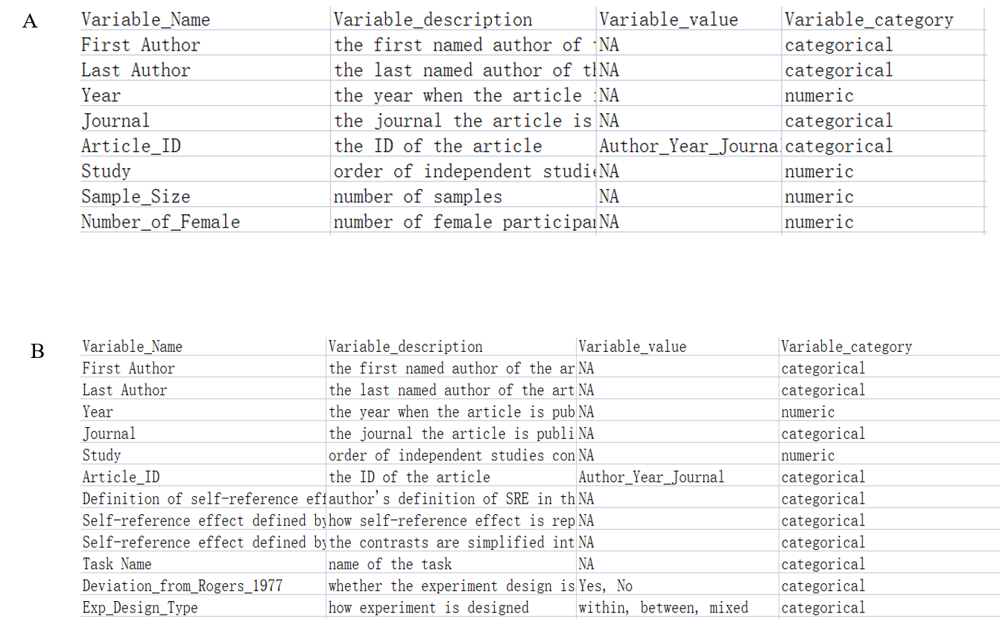 A
Variable_Name Variable_description Variable_value Variable_category
First Author the first named author of NA categorical
Last Author the last named author of NA categorical
Year the year when the article NA numeric
Journal the journal the article is NA categorical
Article_ID the ID of the article Author_Year_Journa categorical
Study order of independent studi NA numeric
Sample_Size number of samples NA numeric
Number_of_Female number of female participa NA numeric
B
Variable_Name Variable_description Variable_value Variable_category
First Author the first named author of the ar NA categorical
Last Author the last named author of the art NA categorical
Year the year when the article is pub NA numeric
Journal the journal the article is publi NA categorical
Study order of independent studies con NA numeric
Article_ID the ID of the article Author_Year_Journal categorical
Definition of self-reference eff author's definition of SRE in th NA categorical
Self-reference effect defined by how self-reference effect is rep NA categorical
Self-reference effect defined by the contrasts are simplified int NA categorical
Task Name name of the task NA categorical
Deviation_from_Rogers_1977 whether the experiment design is Yes, No categorical
Exp_Design_Type how experiment is designed within, between, mixed categorical